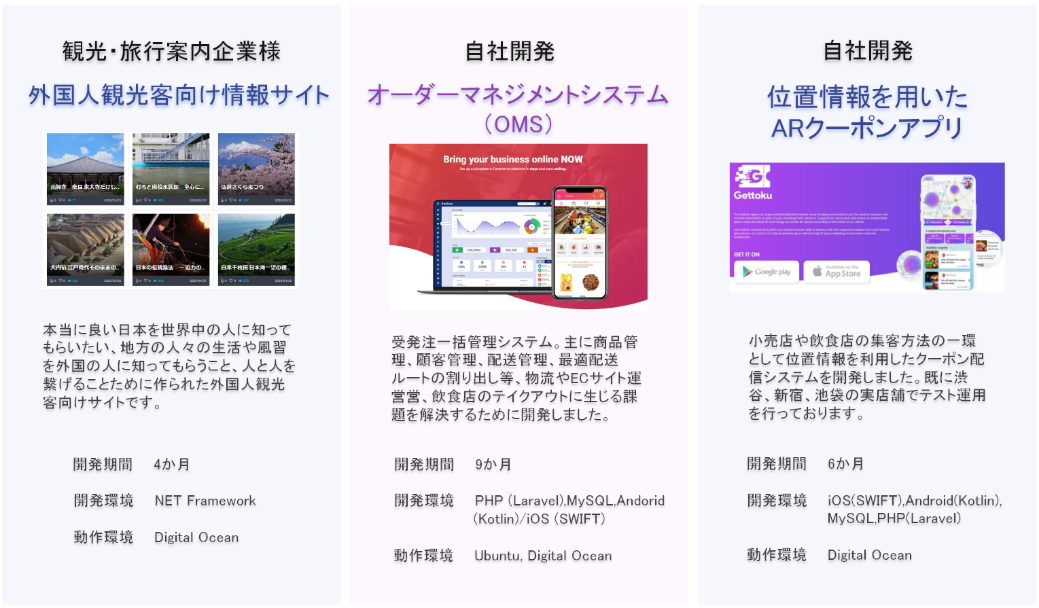 観光・旅行案内企業様
外国人観光客向け情報サイト
本当に良い日本を世界中の人に知って
もらいたい、地方の人々の生活や風習
を外国の人に知ってもらうこと、人と人を
繋げることために作られた外国人観光
客向けサイトです。
開発期間 4か月
開発環境 NET Framework
動作環境 Digital Ocean
自社開発
オーダーマネジメントシステム
（OMS）
Bring your business online NOW
受発注一括管理システム。主に商品管
理、顧客管理、配送管理、最適配送
ルートの割り出し等、物流やECサイト運
営営、飲食店のテイクアウトに生じる課
題を解決するために開発しました。
開発期間 9か月
開発環境 PHP (Laravel),MySQL,Andorid
(Kotlin)/iOS (SWIFT)
動作環境 Ubuntu, Digital Ocean
自社開発
位置情報を用いた
ARクーポンアプリ
Gettoku
GET IT ON
Google play
Available on the
App Store
小売店や飲食店の集客方法の一環
として位置情報を利用したクーポン配
信システムを開発しました。既に渋
谷、新宿、池袋の実店舗でテスト運用
を行っております。
開発期間 6か月
開発環境 iOS(SWIFT),Android(Kotlin),
MySQL,PHP(Laravel)
動作環境 Digital Ocean